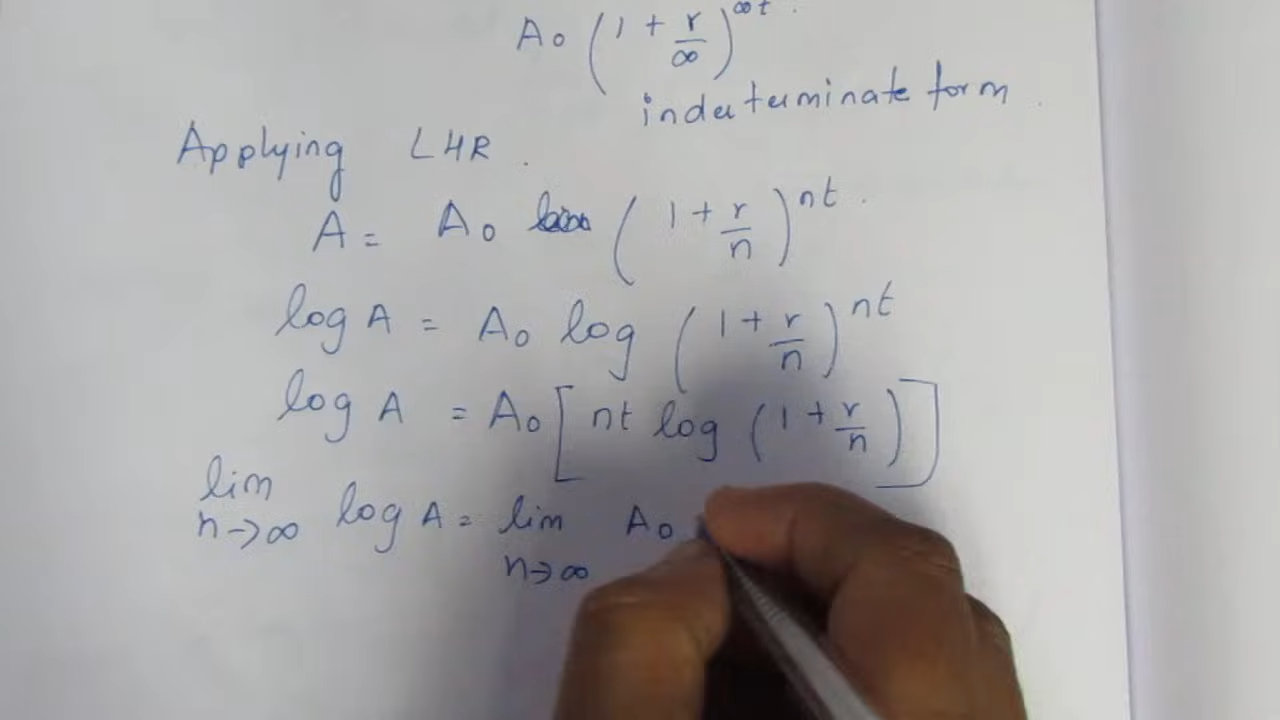 A₀ (1 + r/∞)^∞t .
indeterminate form .
Applying LHR .
A = A₀ (1 + r/n)^nt .
log A = A₀ log (1 + r/n)^nt
log A = A₀ [ nt log (1 + r/n) ]
lim n→∞ log A = lim n→∞ A₀